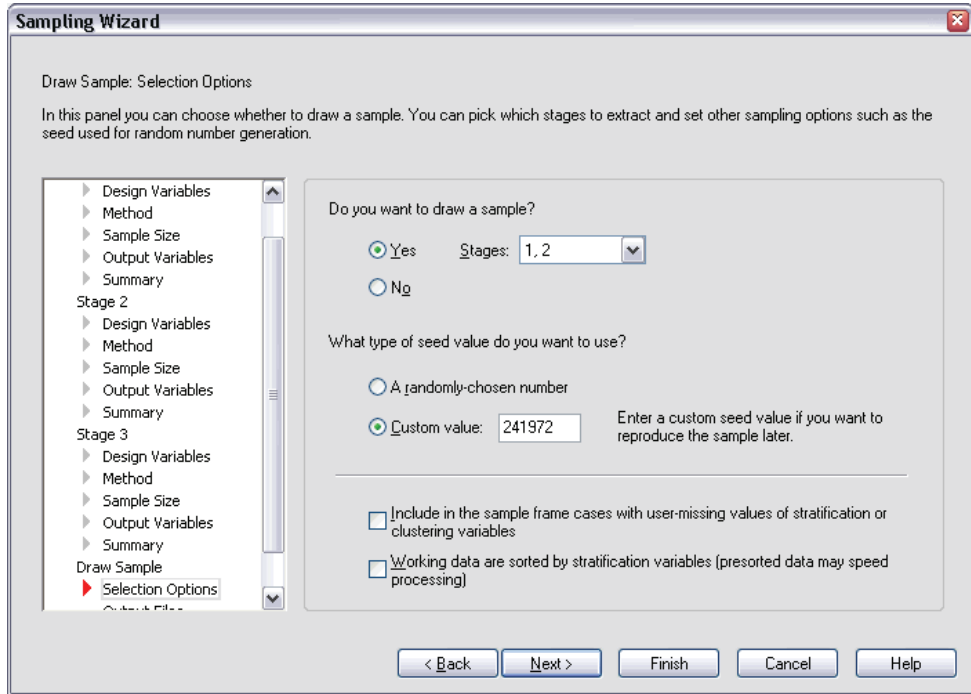 Sampling Wizard
Draw Sample: Selection Options
In this panel you can choose whether to draw a sample. You can pick which stages to extract and set other sampling options such as the
seed used for random number generation.
Design Variables
Method
Sample Size
Output Variables
Summary
Stage 2
Design Variables
Method
Sample Size
Output Variables
Summary
Stage 3
Design Variables
Method
Sample Size
Output Variables
Summary
Draw Sample
Selection Options
Output Files
Do you want to draw a sample?
Yes Stages: 1, 2
No
What type of seed value do you want to use?
A randomly-chosen number
Custom value: 241972
Enter a custom seed value if you want to
reproduce the sample later.
Include in the sample frame cases with user-missing values of stratification or
clustering variables
Working data are sorted by stratification variables (presorted data may speed
processing)
< Back Next > Finish Cancel Help